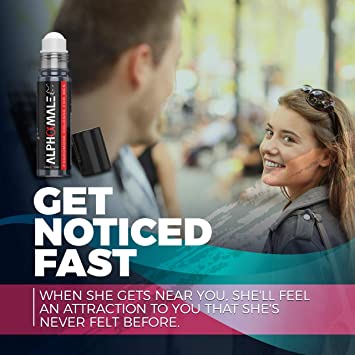 ALPHAMALE
GET
NOTICED
FAST
WHEN SHE GETS NEAR YOU, SHE'LL FEEL
AN ATTRACTION TO YOU THAT SHE'S
NEVER FELT BEFORE.